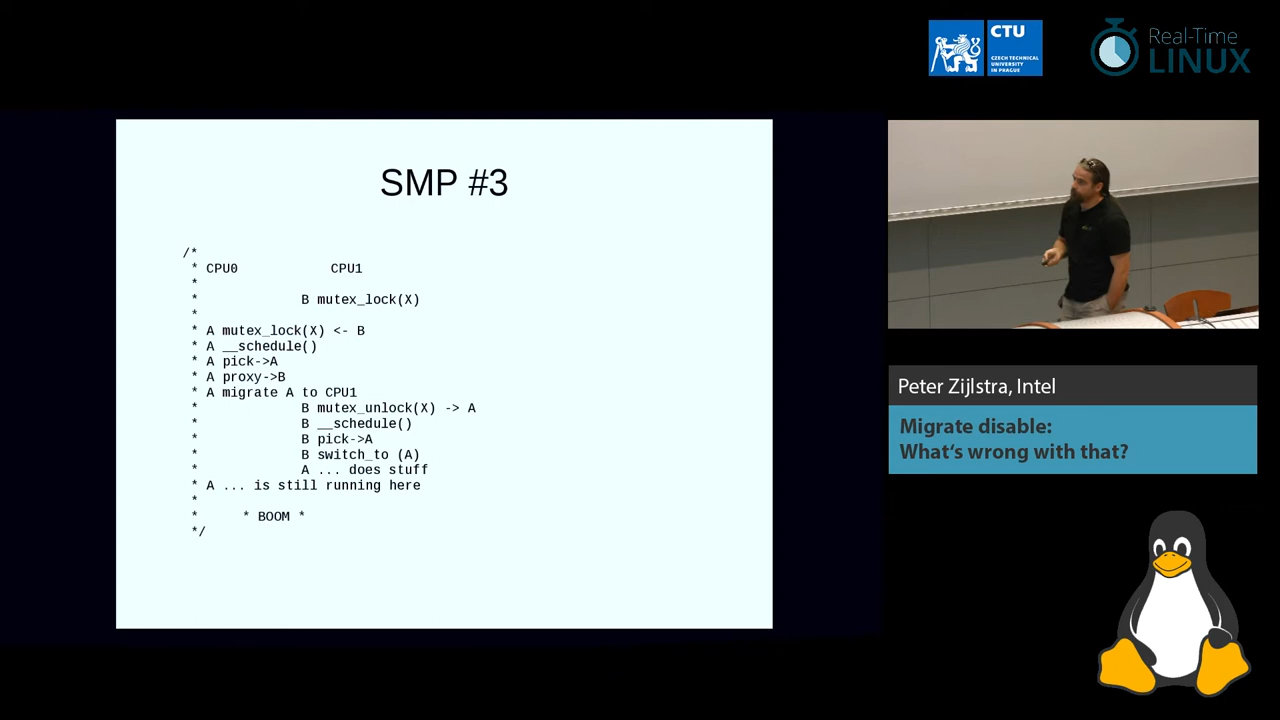 CTU
CZECH TECHNICAL
UNIVERSITY
IN PRAGUE
Real-Time
LINUX
SMP #3
/*
* CPU0 CPU1
*
* B mutex_lock(X)
*
* A mutex_lock(X) <- B
* A __schedule()
* A pick->A
* A proxy->B
* A migrate A to CPU1
* B mutex_unlock(X) -> A
* B __schedule()
* B pick->A
* B switch_to (A)
* A ... does stuff
* A ... is still running here
*
* * BOOM *
*/
Peter Zijlstra, Intel
Migrate disable:
What's wrong with that?